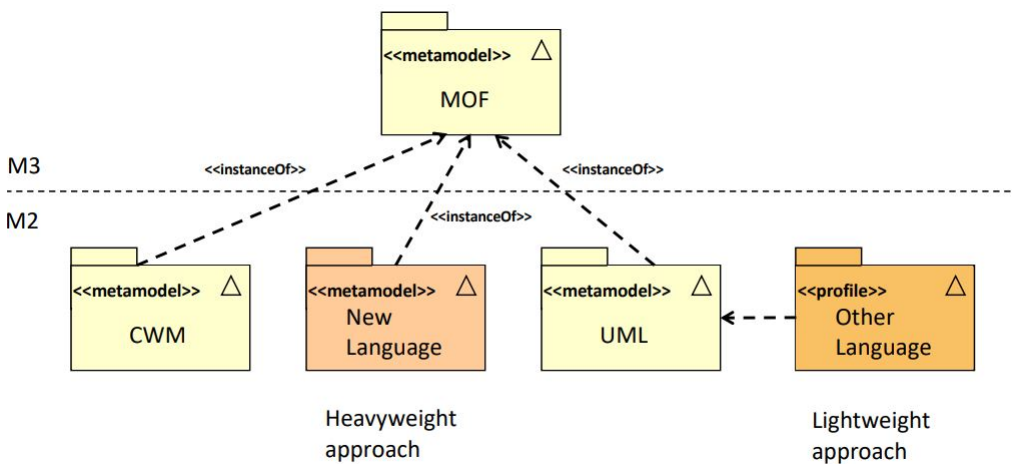 <<metamodel>>
MOF
M3
<<instanceOf>>
<<instanceOf>>
M2
<<instanceOf>>
<<metamodel>>
CWM
<<metamodel>>
New
Language
<<metamodel>>
UML
<<profile>>
Other
Language
Heavyweight
approach
Lightweight
approach